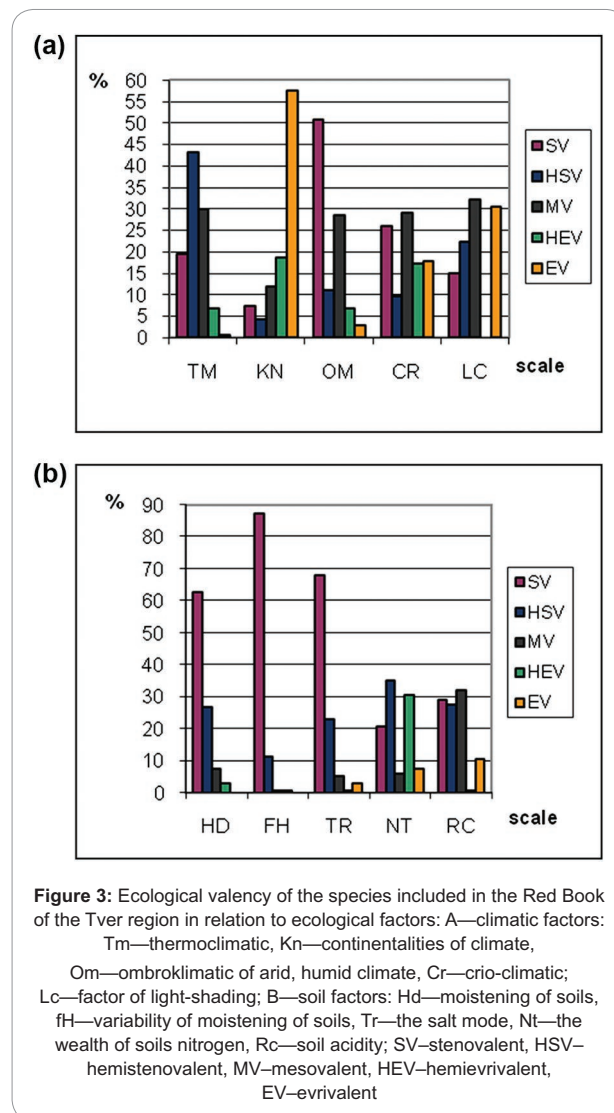 (a)
%
60
55
50
45
40
35
30
25
20
15
10
5
0
TM KN OM CR LC
scale
SV
HSV
MV
HEV
EV
(b)
%
90
80
70
60
50
40
30
20
10
0
HD FH TR NT RC
scale
SV
HSV
MV
HEV
EV
Figure 3: Ecological valency of the species included in the Red Book
of the Tver region in relation to ecological factors: A—climatic factors:
Tm—thermoclimatic, Kn—continentalities of climate,
Om—ombroklimatic of arid, humid climate, Cr—crio-climatic;
Lc—factor of light-shading; B—soil factors: Hd—moistening of soils,
fH—variability of moistening of soils, Tr—the salt mode, Nt—the
wealth of soils nitrogen, Rc—soil acidity; SV–stenovalent, HSV–
hemistenovalent, MV–mesovalent, HEV–hemievrivalent,
EV–evrivalent